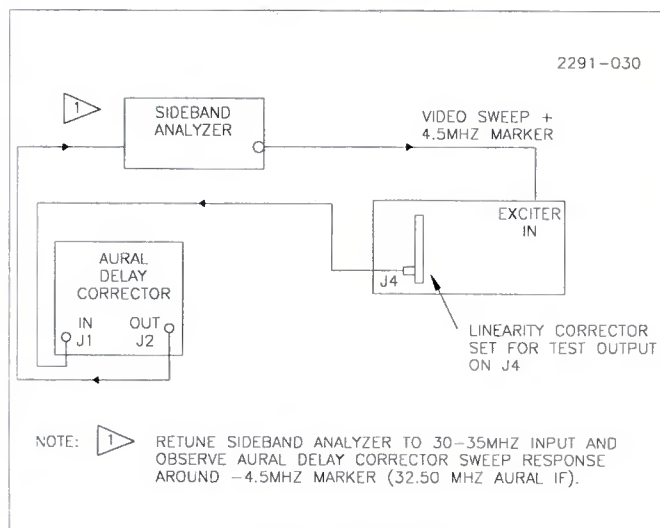 2291-030
1
SIDEBAND
ANALYZER
VIDEO SWEEP +
4.5MHZ MARKER
EXCITER
IN
J4
AURAL
DELAY
CORRECTOR
IN OUT
J1 J2
LINEARITY CORRECTOR
SET FOR TEST OUTPUT
ON J4
NOTE: 1 RETUNE SIDEBAND ANALYZER TO 30-35MHZ INPUT AND
OBSERVE AURAL DELAY CORRECTOR SWEEP RESPONSE
AROUND -4.5MHZ MARKER (32.50 MHZ AURAL IF).